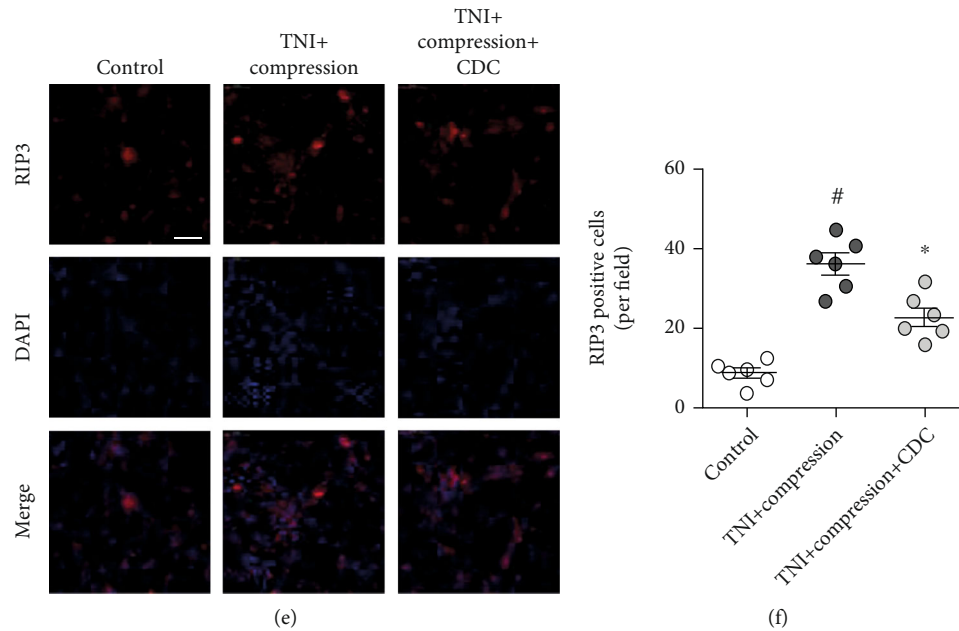 Control
TNI+
compression
TNI+
compression+
CDC
RIP3
DAPI
Merge
(e)
RIP3 positive cells
(per field)
60
40
20
0
#
*
Control
TNI+compression
TNI+compression+CDC
(f)